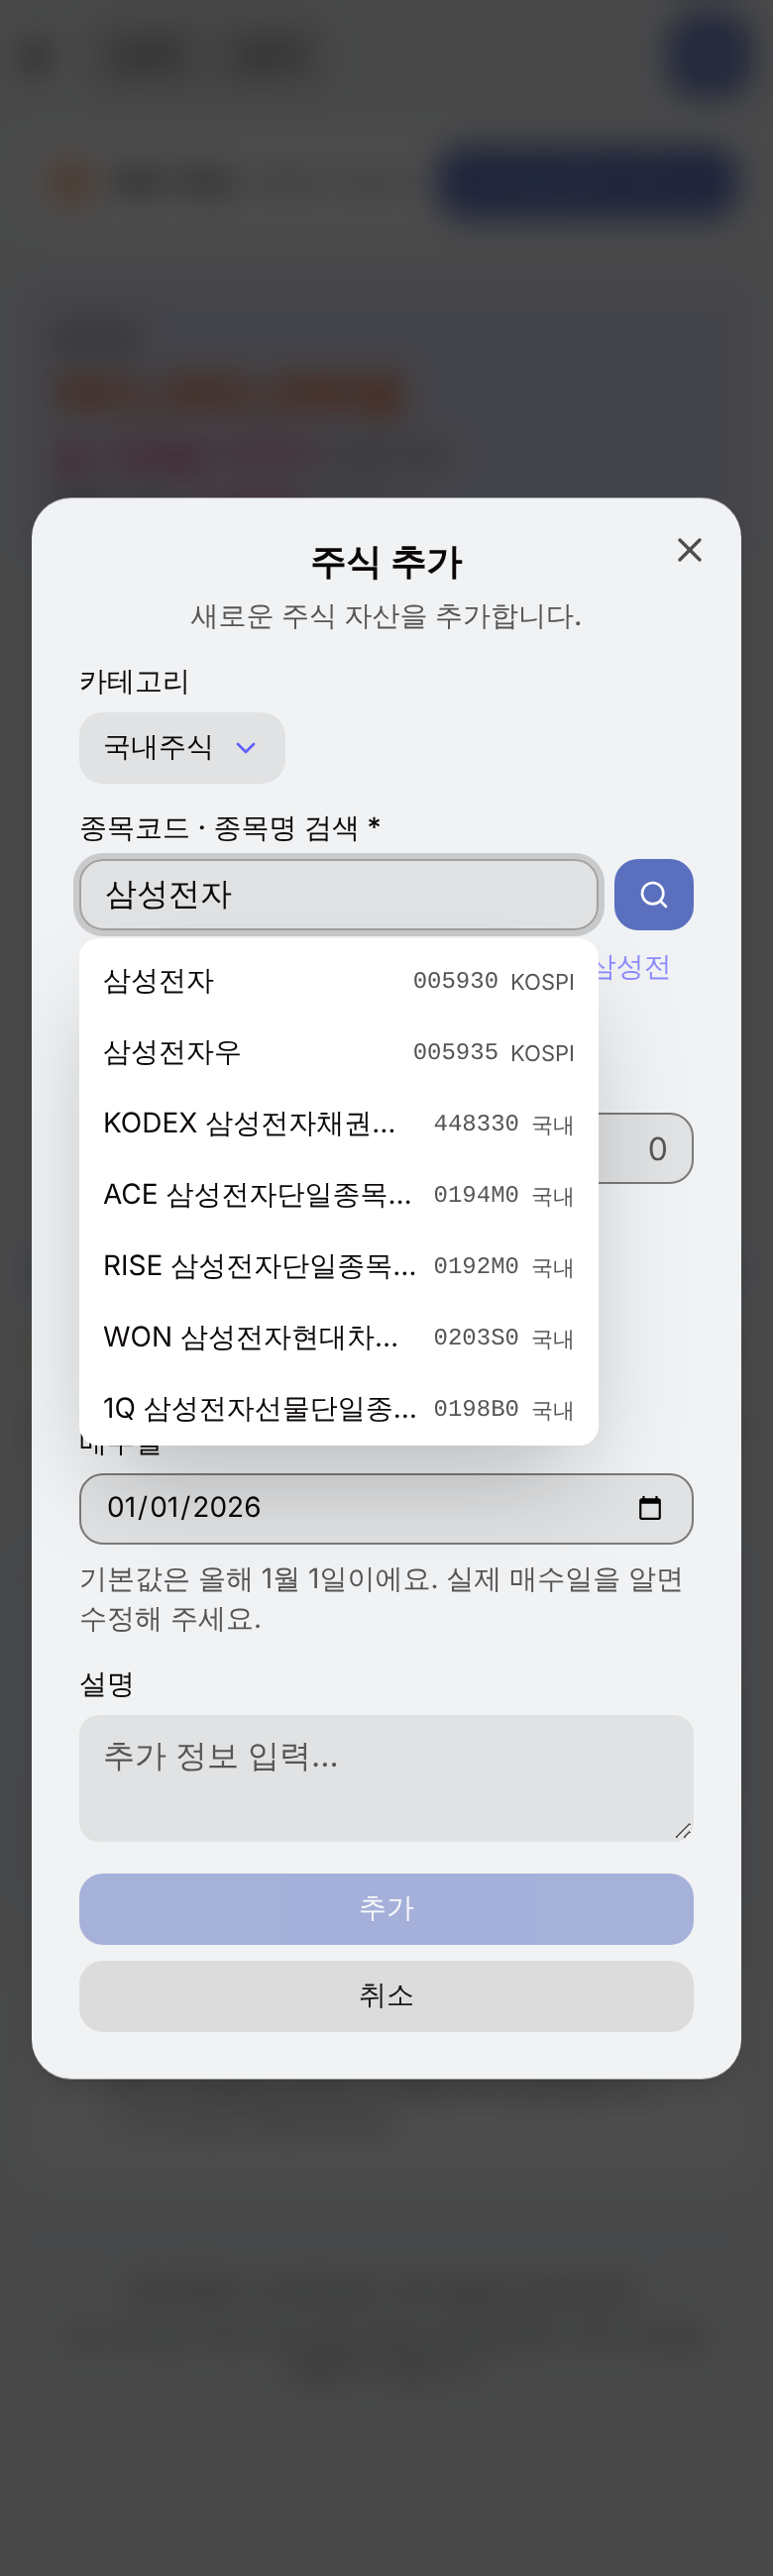 주식 추가
새로운 주식 자산을 추가합니다.
카테고리
국내주식
종목코드 · 종목명 검색 *
삼성전자
삼성전
삼성전자 005930 KOSPI
삼성전자우 005935 KOSPI
KODEX 삼성전자채권... 448330 국내
0
ACE 삼성전자단일종목... 0194M0 국내
RISE 삼성전자단일종목... 0192M0 국내
WON 삼성전자현대차... 0203S0 국내
1Q 삼성전자선물단일종... 0198B0 국내
01/01/2026
기본값은 올해 1월 1일이에요. 실제 매수일을 알면
수정해 주세요.
설명
추가 정보 입력...
추가
취소